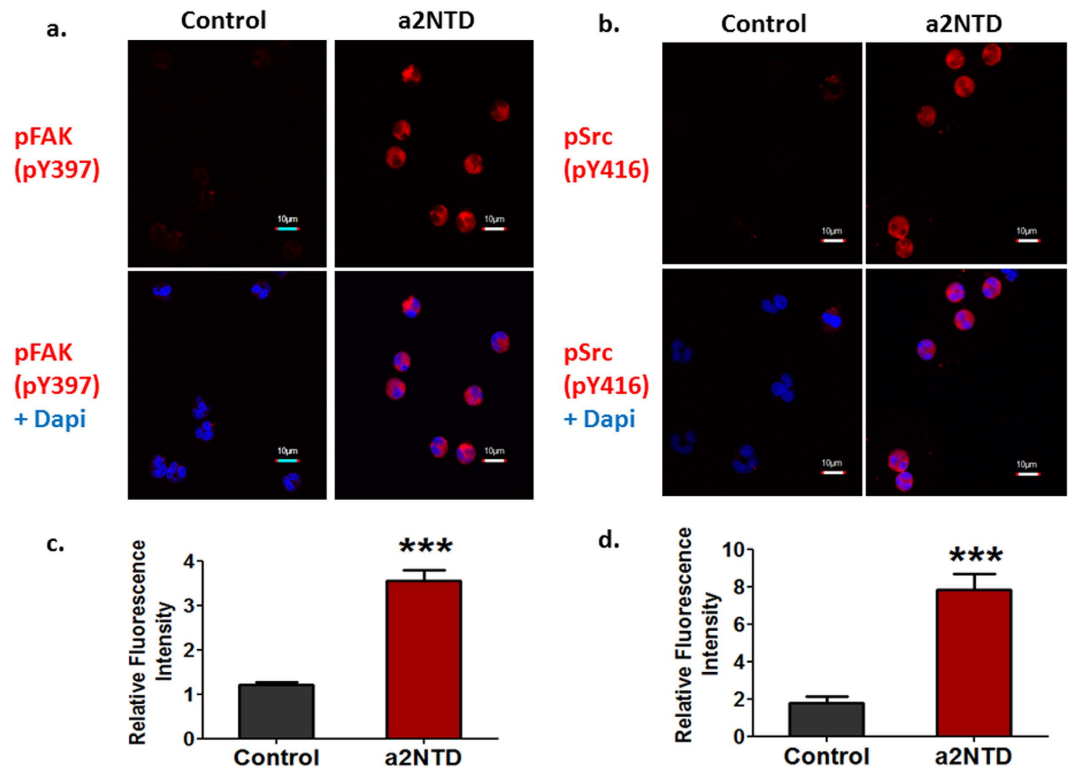 a.
Control
a2NTD
pFAK
(pY397)
10µm
10µm
pFAK
(pY397)
+ Dapi
10µm
10µm
b.
Control
a2NTD
pSrc
(pY416)
10µm
10µm
pSrc
(pY416)
+ Dapi
10µm
10µm
c.
Relative Fluorescence
Intensity
4
3
2
1
0
***
Control
a2NTD
d.
Relative Fluorescence
Intensity
10
8
6
4
2
0
***
Control
a2NTD